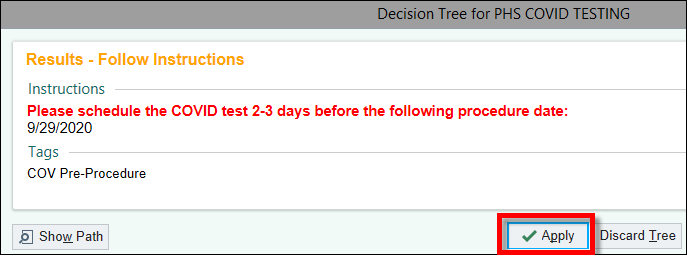 Decision Tree for PHS COVID TESTING
Results - Follow Instructions
Instructions
Please schedule the COVID test 2-3 days before the following procedure date:
9/29/2020
Tags
COV Pre-Procedure
Show Path
Apply
Discard Tree